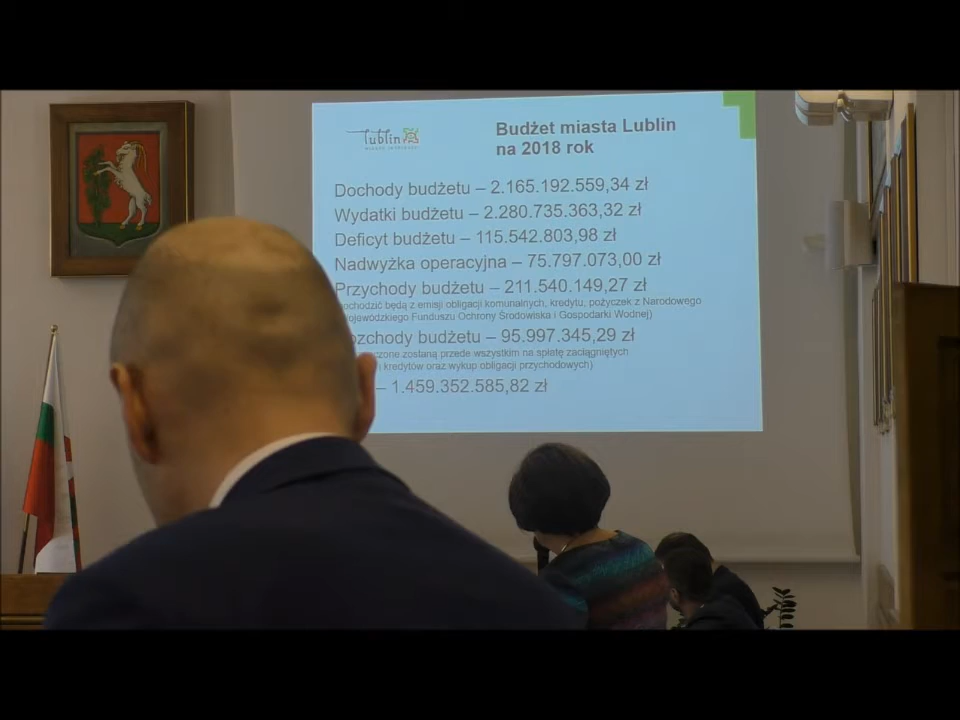 lublin
Budżet miasta Lublin
na 2018 rok
Dochody budżetu – 2.165.192.559,34 zł
Wydatki budżetu – 2.280.735.363,32 zł
Deficyt budżetu – 115.542.803,98 zł
Nadwyżka operacyjna – 75.797.073,00 zł
Przychody budżetu – 211.540.149,27 zł
ochodzić będą z emisji obligacji komunalnych, kredytu, pożyczek z Narodowego
ojewódzkiego Funduszu Ochrony Środowiska i Gospodarki Wodnej)
ozchody budżetu – 95.997.345,29 zł
czone zostaną przede wszystkim na spłatę zaciągniętych
h kredytów oraz wykup obligacji przychodowych)
– 1.459.352.585,82 zł